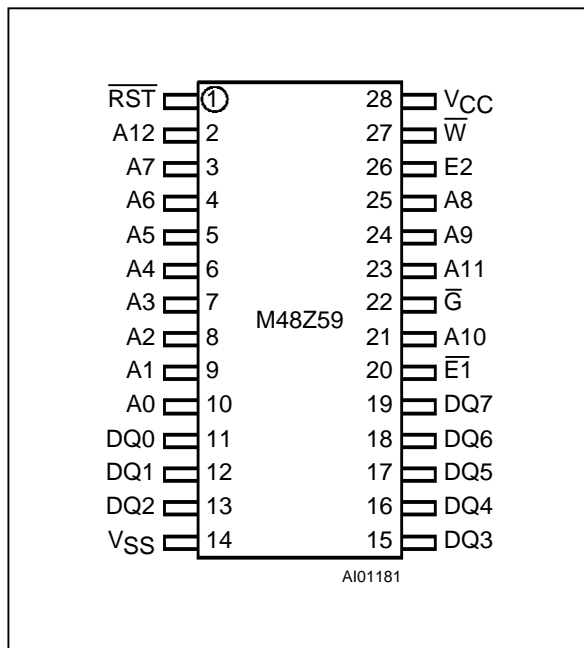 R̅S̅T̅ 1 28 VCC
A12 2 27 W̅
A7 3 26 E2
A6 4 25 A8
A5 5 24 A9
A4 6 23 A11
A3 7 22 G̅
M48Z59
A2 8 21 A10
A1 9 20 E̅1̅
A0 10 19 DQ7
DQ0 11 18 DQ6
DQ1 12 17 DQ5
DQ2 13 16 DQ4
VSS 14 15 DQ3
AI01181